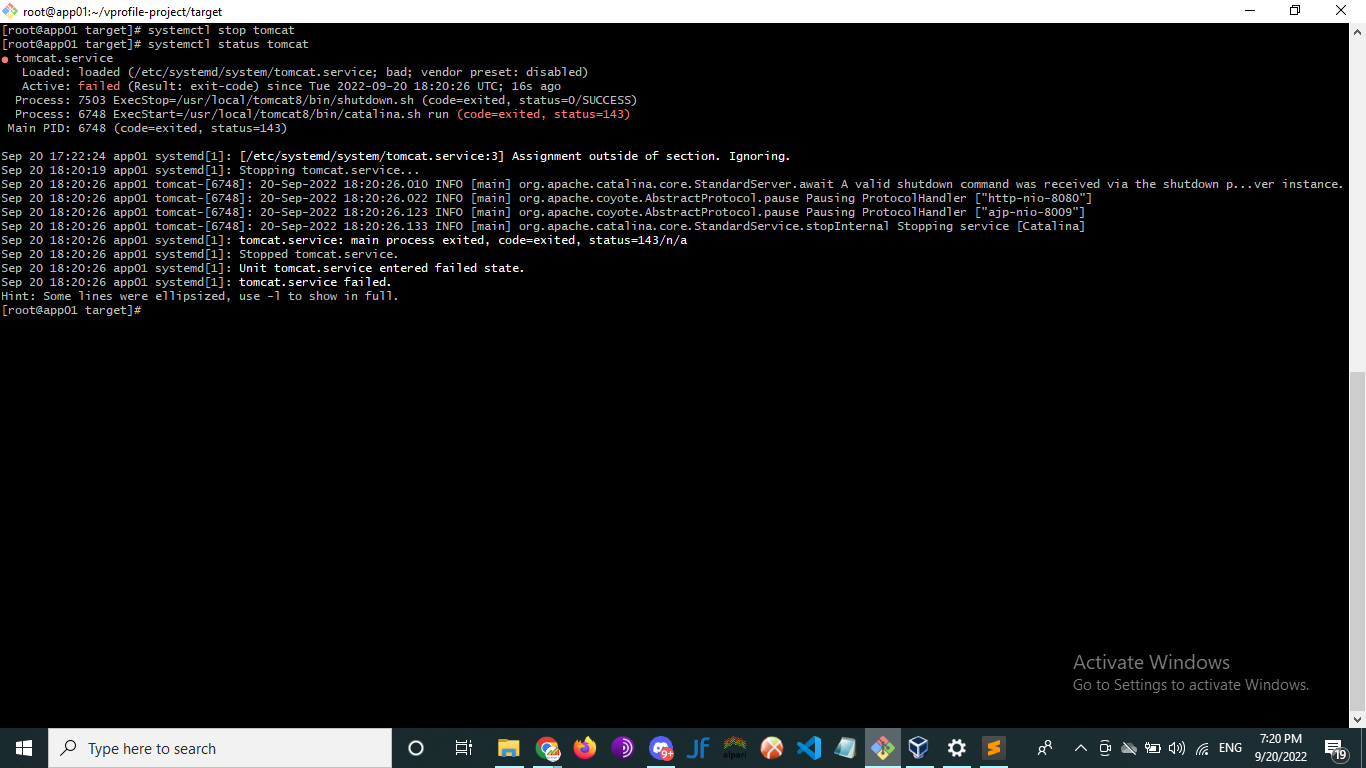 root@app01:~/vprofile-project/target
[root@app01 target]# systemctl stop tomcat
[root@app01 target]# systemctl status tomcat
● tomcat.service
Loaded: loaded (/etc/systemd/system/tomcat.service; bad; vendor preset: disabled)
Active: failed (Result: exit-code) since Tue 2022-09-20 18:20:26 UTC; 16s ago
Process: 7503 ExecStop=/usr/local/tomcat8/bin/shutdown.sh (code=exited, status=0/SUCCESS)
Process: 6748 ExecStart=/usr/local/tomcat8/bin/catalina.sh run (code=exited, status=143)
Main PID: 6748 (code=exited, status=143)
Sep 20 17:22:24 app01 systemd[1]: [/etc/systemd/system/tomcat.service:3] Assignment outside of section. Ignoring.
Sep 20 18:20:19 app01 systemd[1]: Stopping tomcat.service...
Sep 20 18:20:26 app01 tomcat-[6748]: 20-Sep-2022 18:20:26.010 INFO [main] org.apache.catalina.core.StandardServer.await A valid shutdown command was received via the shutdown p...ver instance.
Sep 20 18:20:26 app01 tomcat-[6748]: 20-Sep-2022 18:20:26.022 INFO [main] org.apache.coyote.AbstractProtocol.pause Pausing ProtocolHandler ["http-nio-8080"]
Sep 20 18:20:26 app01 tomcat-[6748]: 20-Sep-2022 18:20:26.123 INFO [main] org.apache.coyote.AbstractProtocol.pause Pausing ProtocolHandler ["ajp-nio-8009"]
Sep 20 18:20:26 app01 tomcat-[6748]: 20-Sep-2022 18:20:26.133 INFO [main] org.apache.catalina.core.StandardService.stopInternal Stopping service [Catalina]
Sep 20 18:20:26 app01 systemd[1]: tomcat.service: main process exited, code=exited, status=143/n/a
Sep 20 18:20:26 app01 systemd[1]: Stopped tomcat.service.
Sep 20 18:20:26 app01 systemd[1]: Unit tomcat.service entered failed state.
Sep 20 18:20:26 app01 systemd[1]: tomcat.service failed.
Hint: Some lines were ellipsized, use -l to show in full.
[root@app01 target]#
Activate Windows
Go to Settings to activate Windows.
Type here to search
9+
JF
alpari
ENG
7:20 PM
9/20/2022
19